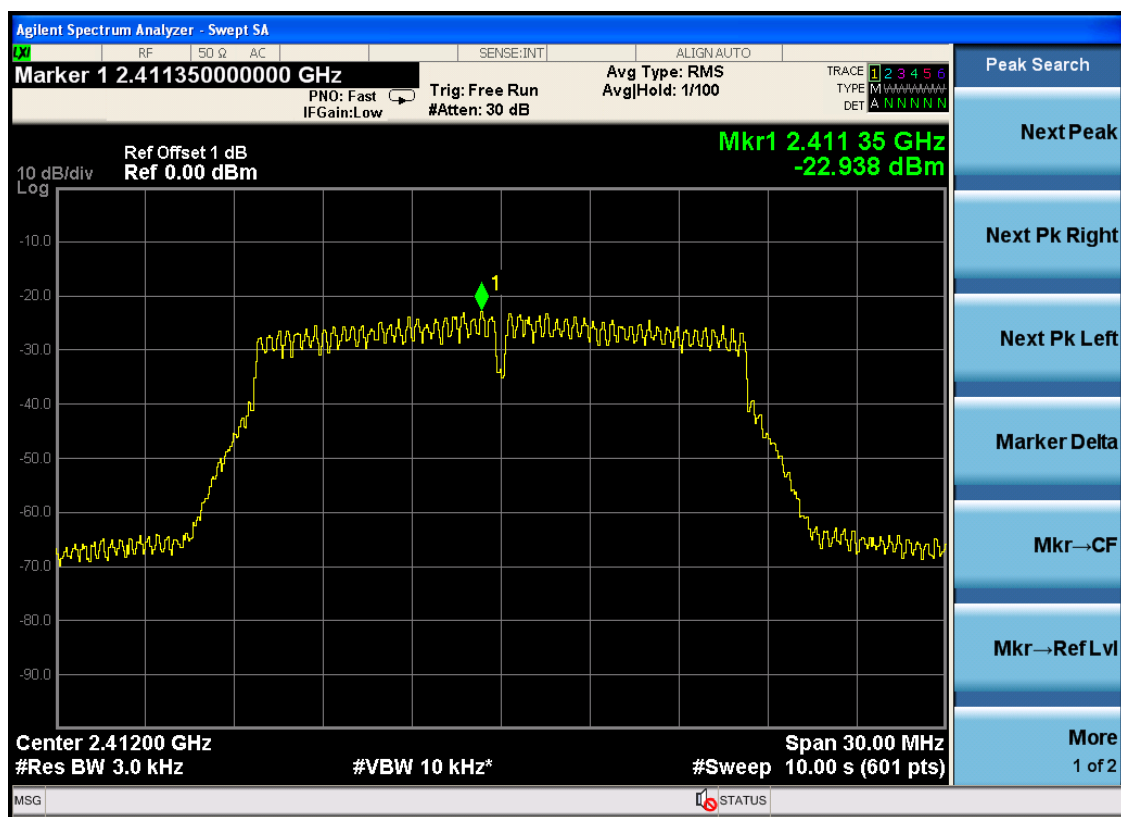 Agilent Spectrum Analyzer - Swept SA
LXI RF 50 Ω AC SENSE:INT ALIGN AUTO
Marker 1 2.411350000000 GHz
PNO: Fast
IFGain:Low
Trig: Free Run
#Atten: 30 dB
Avg Type: RMS
Avg|Hold: 1/100
TRACE 1 2 3 4 5 6
TYPE M WWWWW
DET A N N N N N
Mkr1 2.411 35 GHz
-22.938 dBm
Ref Offset 1 dB
10 dB/div Ref 0.00 dBm
Log
1
-10.0
-20.0
-30.0
-40.0
-50.0
-60.0
-70.0
-80.0
-90.0
Center 2.41200 GHz Span 30.00 MHz
#Res BW 3.0 kHz #VBW 10 kHz* #Sweep 10.00 s (601 pts)
MSG STATUS
Peak Search
Next Peak
Next Pk Right
Next Pk Left
Marker Delta
Mkr→CF
Mkr→Ref Lvl
More
1 of 2